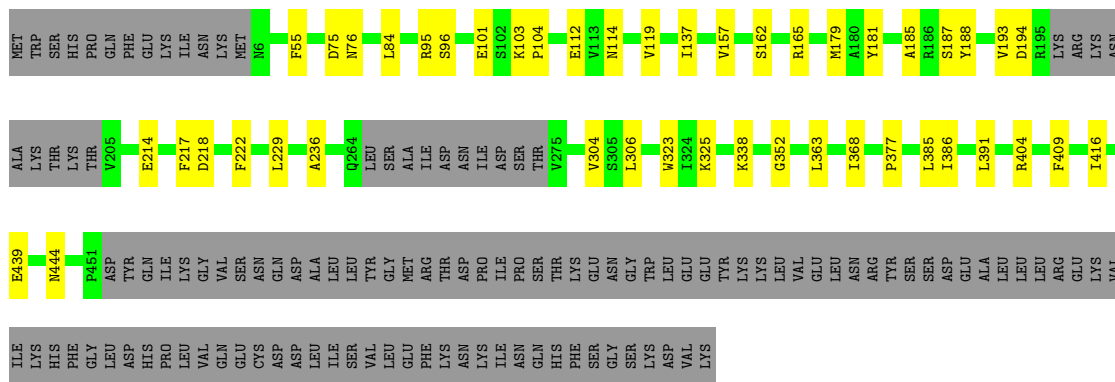 MET TRP SER HIS PRO GLN PHE GLU LYS ILE ASN LYS MET N6 F55 D75 N76 L84 R95 S96 E101 S102 K103 P104 E112 V113 N114 V119 I137 V157 S162 R165 M179 A180 Y181 A185 R186 S187 Y188 V193 D194 R195 LYS ARG LYS ASN
ALA LYS THR LYS THR V205 E214 F217 D218 F222 L229 A236 Q264 LEU SER ALA ILE ASP ASN ILE ASP SER THR V275 V304 S305 L306 W323 I324 K325 K338 G352 L363 I368 P377 L385 I386 L391 R404 F409 I416
E439 N444 P451 ASP TYR GLN ILE LYS GLY VAL SER ASN GLN ASP ALA LEU LEU TYR GLY MET ARG THR ASP PRO ILE PRO SER THR LYS GLU ASN GLY TRP LEU GLU GLU TYR LYS LYS LEU VAL GLU LEU ASN ARG TYR SER SER ASP GLU ALA LEU LEU LEU ARG GLU LYS VAL
ILE LYS HIS PHE GLY LEU ASP HIS PRO LEU VAL GLN GLU CYS ASP ASP LEU ILE SER VAL LEU GLU PHE LYS ASN LYS ILE ASN GLN HIS PHE SER GLY SER LYS ASP VAL LYS